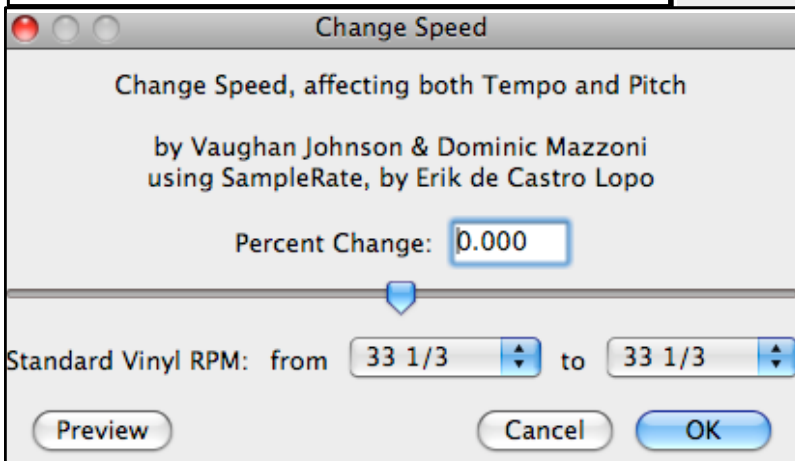 Change Speed
Change Speed, affecting both Tempo and Pitch
by Vaughan Johnson & Dominic Mazzoni
using SampleRate, by Erik de Castro Lopo
Percent Change: 0.000
Standard Vinyl RPM: from 33 1/3 to 33 1/3
Preview Cancel OK